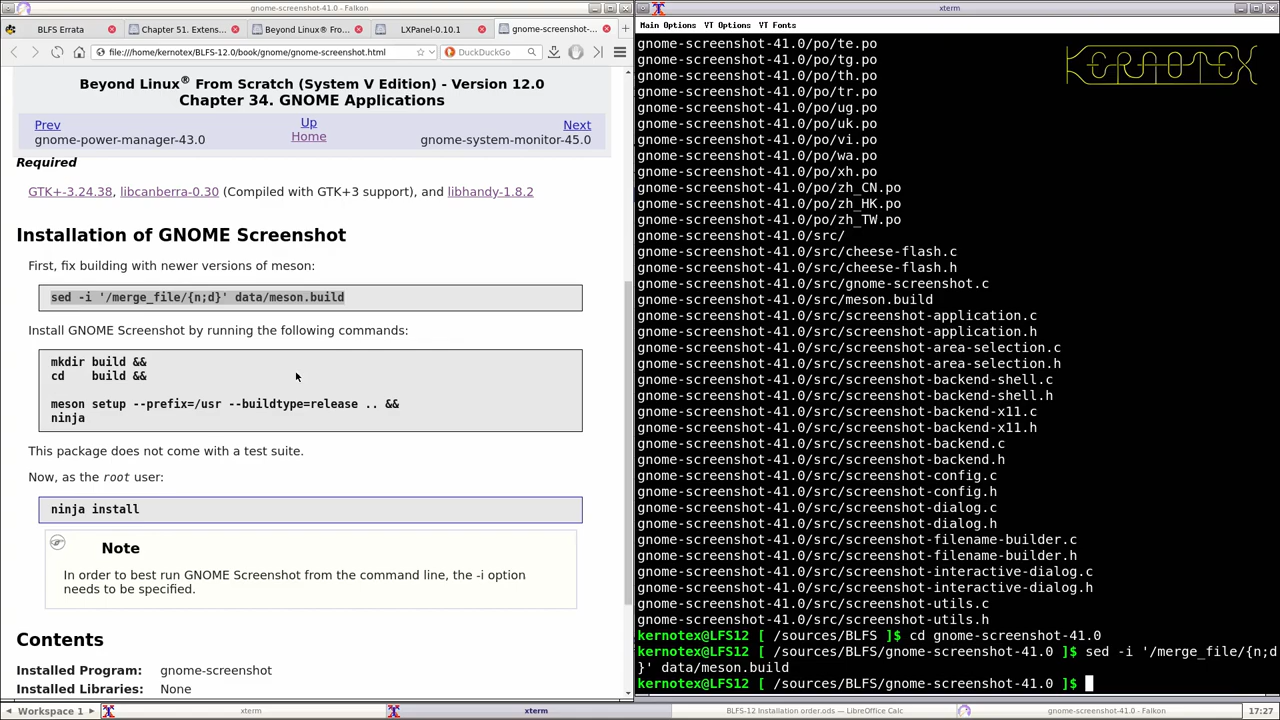 gnome-screenshot-41.0 - Falkon
BLFS Errata
Chapter 51. Extens...
Beyond Linux® Fro...
LXPanel-0.10.1
gnome-screenshot-...
file:///home/kernotex/BLFS-12.0/book/gnome/gnome-screenshot.html
DuckDuckGo
Beyond Linux® From Scratch (System V Edition) - Version 12.0
Chapter 34. GNOME Applications
Prev
Up
Next
gnome-power-manager-43.0
Home
gnome-system-monitor-45.0
Required
GTK+-3.24.38, libcanberra-0.30 (Compiled with GTK+3 support), and libhandy-1.8.2
Installation of GNOME Screenshot
First, fix building with newer versions of meson:
sed -i '/merge_file/{n;d}' data/meson.build
Install GNOME Screenshot by running the following commands:
mkdir build &&
cd    build &&
meson setup --prefix=/usr --buildtype=release .. &&
ninja
This package does not come with a test suite.
Now, as the root user:
ninja install
Note
In order to best run GNOME Screenshot from the command line, the -i option
needs to be specified.
Contents
Installed Program: gnome-screenshot
Installed Libraries: None
xterm
Main Options VT Options VT Fonts
KERNOTEX
gnome-screenshot-41.0/po/te.po
gnome-screenshot-41.0/po/tg.po
gnome-screenshot-41.0/po/th.po
gnome-screenshot-41.0/po/tr.po
gnome-screenshot-41.0/po/ug.po
gnome-screenshot-41.0/po/uk.po
gnome-screenshot-41.0/po/vi.po
gnome-screenshot-41.0/po/wa.po
gnome-screenshot-41.0/po/xh.po
gnome-screenshot-41.0/po/zh_CN.po
gnome-screenshot-41.0/po/zh_HK.po
gnome-screenshot-41.0/po/zh_TW.po
gnome-screenshot-41.0/src/
gnome-screenshot-41.0/src/cheese-flash.c
gnome-screenshot-41.0/src/cheese-flash.h
gnome-screenshot-41.0/src/gnome-screenshot.c
gnome-screenshot-41.0/src/meson.build
gnome-screenshot-41.0/src/screenshot-application.c
gnome-screenshot-41.0/src/screenshot-application.h
gnome-screenshot-41.0/src/screenshot-area-selection.c
gnome-screenshot-41.0/src/screenshot-area-selection.h
gnome-screenshot-41.0/src/screenshot-backend-shell.c
gnome-screenshot-41.0/src/screenshot-backend-shell.h
gnome-screenshot-41.0/src/screenshot-backend-x11.c
gnome-screenshot-41.0/src/screenshot-backend-x11.h
gnome-screenshot-41.0/src/screenshot-backend.c
gnome-screenshot-41.0/src/screenshot-backend.h
gnome-screenshot-41.0/src/screenshot-config.c
gnome-screenshot-41.0/src/screenshot-config.h
gnome-screenshot-41.0/src/screenshot-dialog.c
gnome-screenshot-41.0/src/screenshot-dialog.h
gnome-screenshot-41.0/src/screenshot-filename-builder.c
gnome-screenshot-41.0/src/screenshot-filename-builder.h
gnome-screenshot-41.0/src/screenshot-interactive-dialog.c
gnome-screenshot-41.0/src/screenshot-interactive-dialog.h
gnome-screenshot-41.0/src/screenshot-utils.c
gnome-screenshot-41.0/src/screenshot-utils.h
kernotex@LFS12 [ /sources/BLFS ]$ cd gnome-screenshot-41.0
kernotex@LFS12 [ /sources/BLFS/gnome-screenshot-41.0 ]$ sed -i '/merge_file/{n;d
}' data/meson.build
kernotex@LFS12 [ /sources/BLFS/gnome-screenshot-41.0 ]$
Workspace 1
xterm
xterm
BLFS-12 Installation order.ods — LibreOffice Calc
gnome-screenshot-41.0 - Falkon
17:27